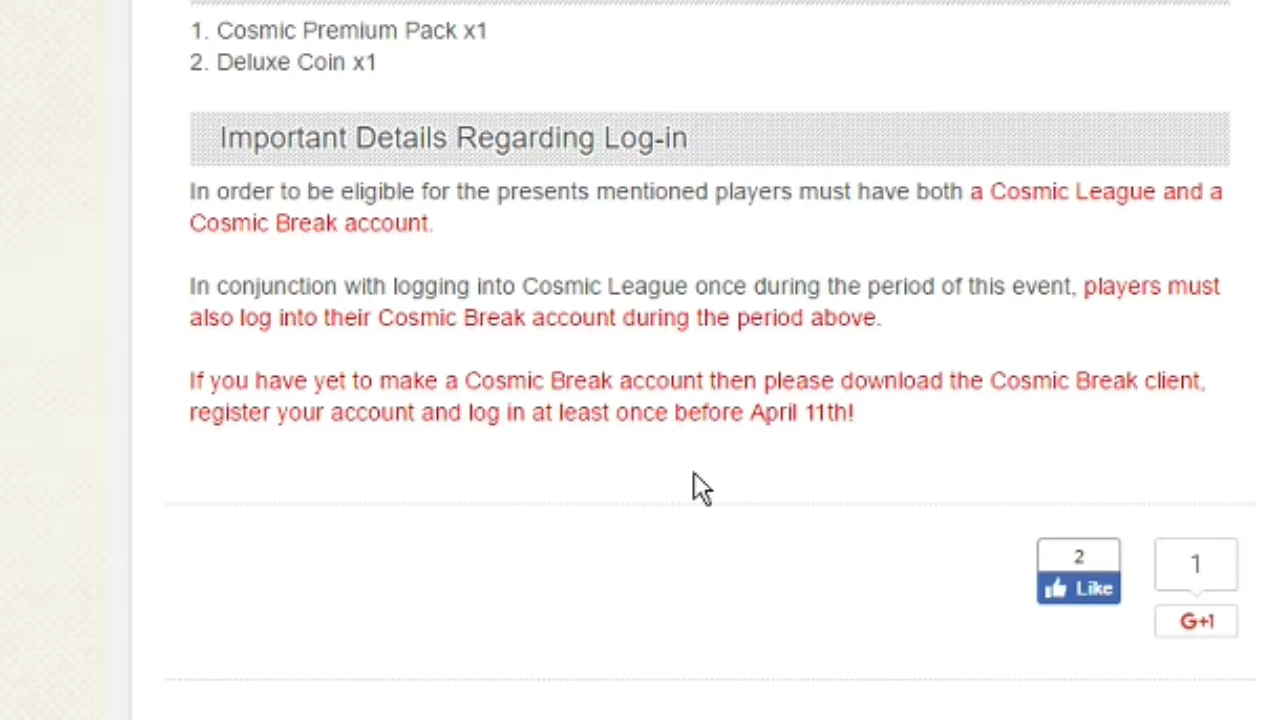 1. Cosmic Premium Pack x1
2. Deluxe Coin x1
Important Details Regarding Log-in
In order to be eligible for the presents mentioned players must have both a Cosmic League and a
Cosmic Break account.
In conjunction with logging into Cosmic League once during the period of this event, players must
also log into their Cosmic Break account during the period above.
If you have yet to make a Cosmic Break account then please download the Cosmic Break client,
register your account and log in at least once before April 11th!
2
Like
1
G+1